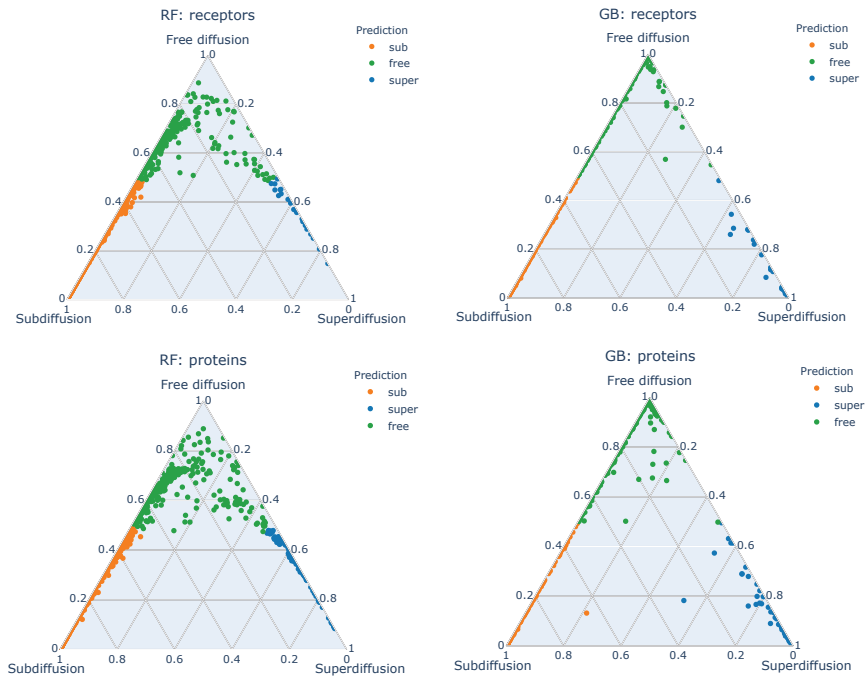 RF: receptors
Free diffusion
1.0
0.8
0.2
0.6
0.4
0.4
0.6
0.2
0.8
0
1
1
0.8
0.6
0.4
0.2
0
Subdiffusion
Superdiffusion
Prediction
sub
free
super
GB: receptors
Free diffusion
1.0
0.8
0.2
0.6
0.4
0.4
0.6
0.2
0.8
0
1
1
0.8
0.6
0.4
0.2
0
Subdiffusion
Superdiffusion
Prediction
sub
free
super
RF: proteins
Free diffusion
1.0
0.8
0.2
0.6
0.4
0.4
0.6
0.2
0.8
0
1
1
0.8
0.6
0.4
0.2
0
Subdiffusion
Superdiffusion
Prediction
sub
super
free
GB: proteins
Free diffusion
1.0
0.8
0.2
0.6
0.4
0.4
0.6
0.2
0.8
0
1
1
0.8
0.6
0.4
0.2
0
Subdiffusion
Superdiffusion
Prediction
sub
super
free